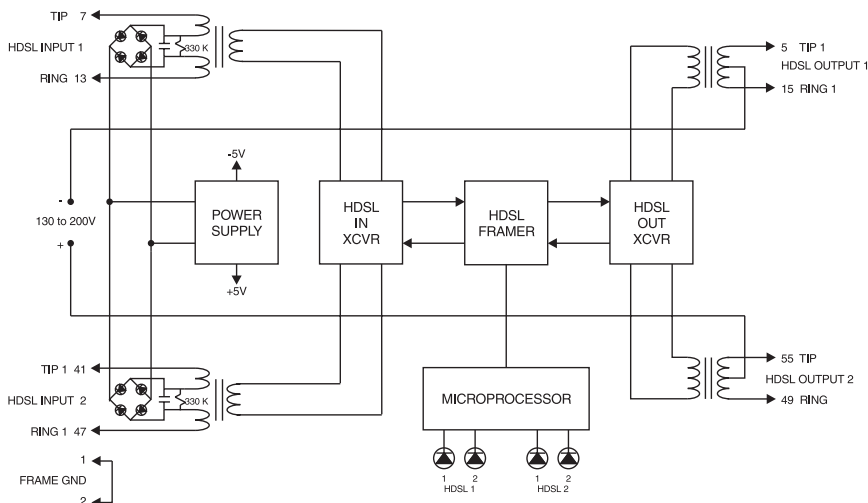 TIP 7
HDSL INPUT 1
330 K
RING 13
5 TIP 1
HDSL OUTPUT 1
15 RING 1
-
130 to 200V
+
-5V
POWER
SUPPLY
+5V
HDSL
IN
XCVR
HDSL
FRAMER
HDSL
OUT
XCVR
TIP 1 41
HDSL INPUT 2
330 K
RING 1 47
55 TIP
HDSL OUTPUT 2
49 RING
MICROPROCESSOR
1 2 1 2
HDSL 1 HDSL 2
1
FRAME GND
2